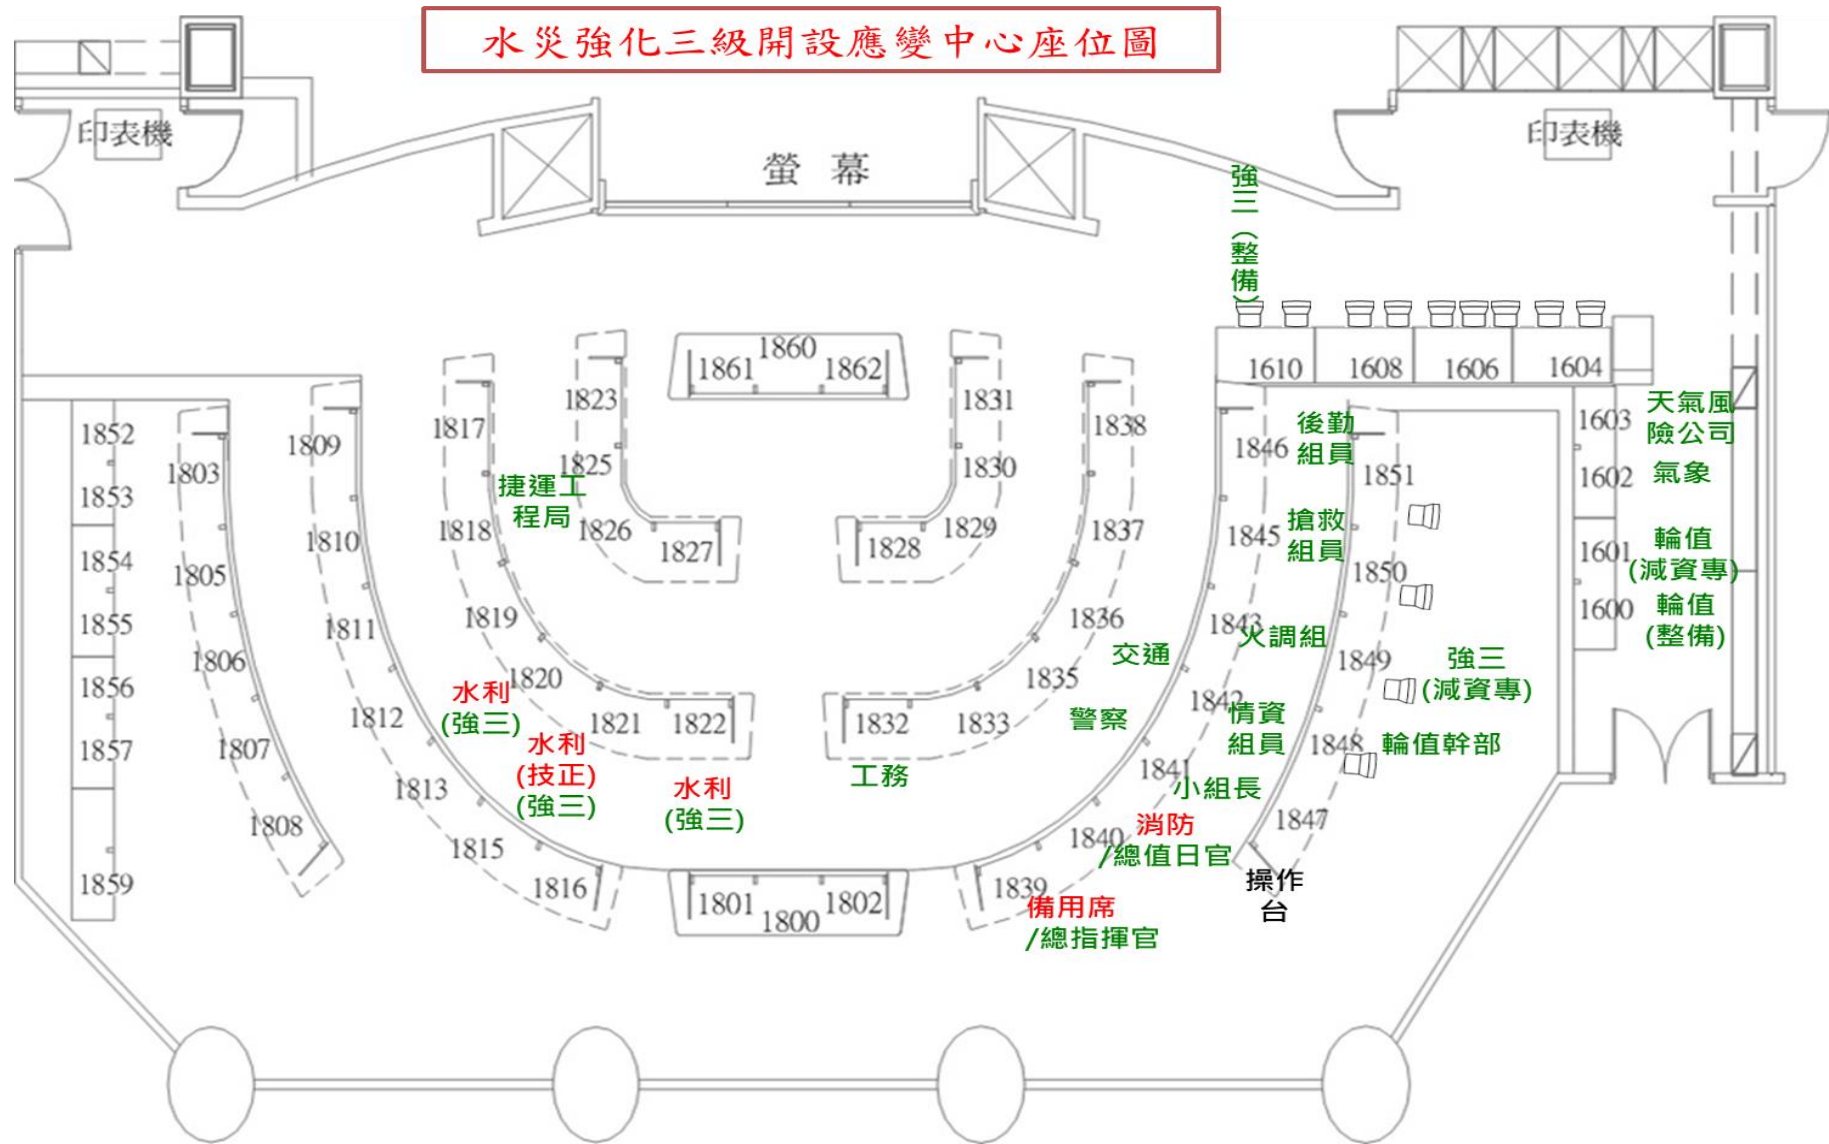 水災強化三級開設應變中心座位圖
印表機
印表機
螢 幕
強三(整備)
1610
1608
1606
1604
1860
1861
1862
1852
1853
1854
1855
1856
1857
1859
1803
1805
1806
1807
1808
1809
1810
1811
1812
1813
1815
1816
1817
1818
1819
1820
1821
1822
1823
1825
1826
1827
捷運工
程局
水利
(強三)
水利
(技正)
(強三)
水利
(強三)
1831
1830
1829
1828
1838
1837
1836
1835
1833
1832
工務
交通
警察
1846
1845
1843
1842
1841
1840
1839
後勤
組員
搶救
組員
火調組
情資
組員
小組長
消防
/總值日官
備用席
/總指揮官
1851
1850
1849
1848
1847
強三
(減資專)
輪值幹部
操作
台
1603
天氣風
險公司
1602
氣象
1601
輪值
(減資專)
1600
輪值
(整備)
1801
1800
1802